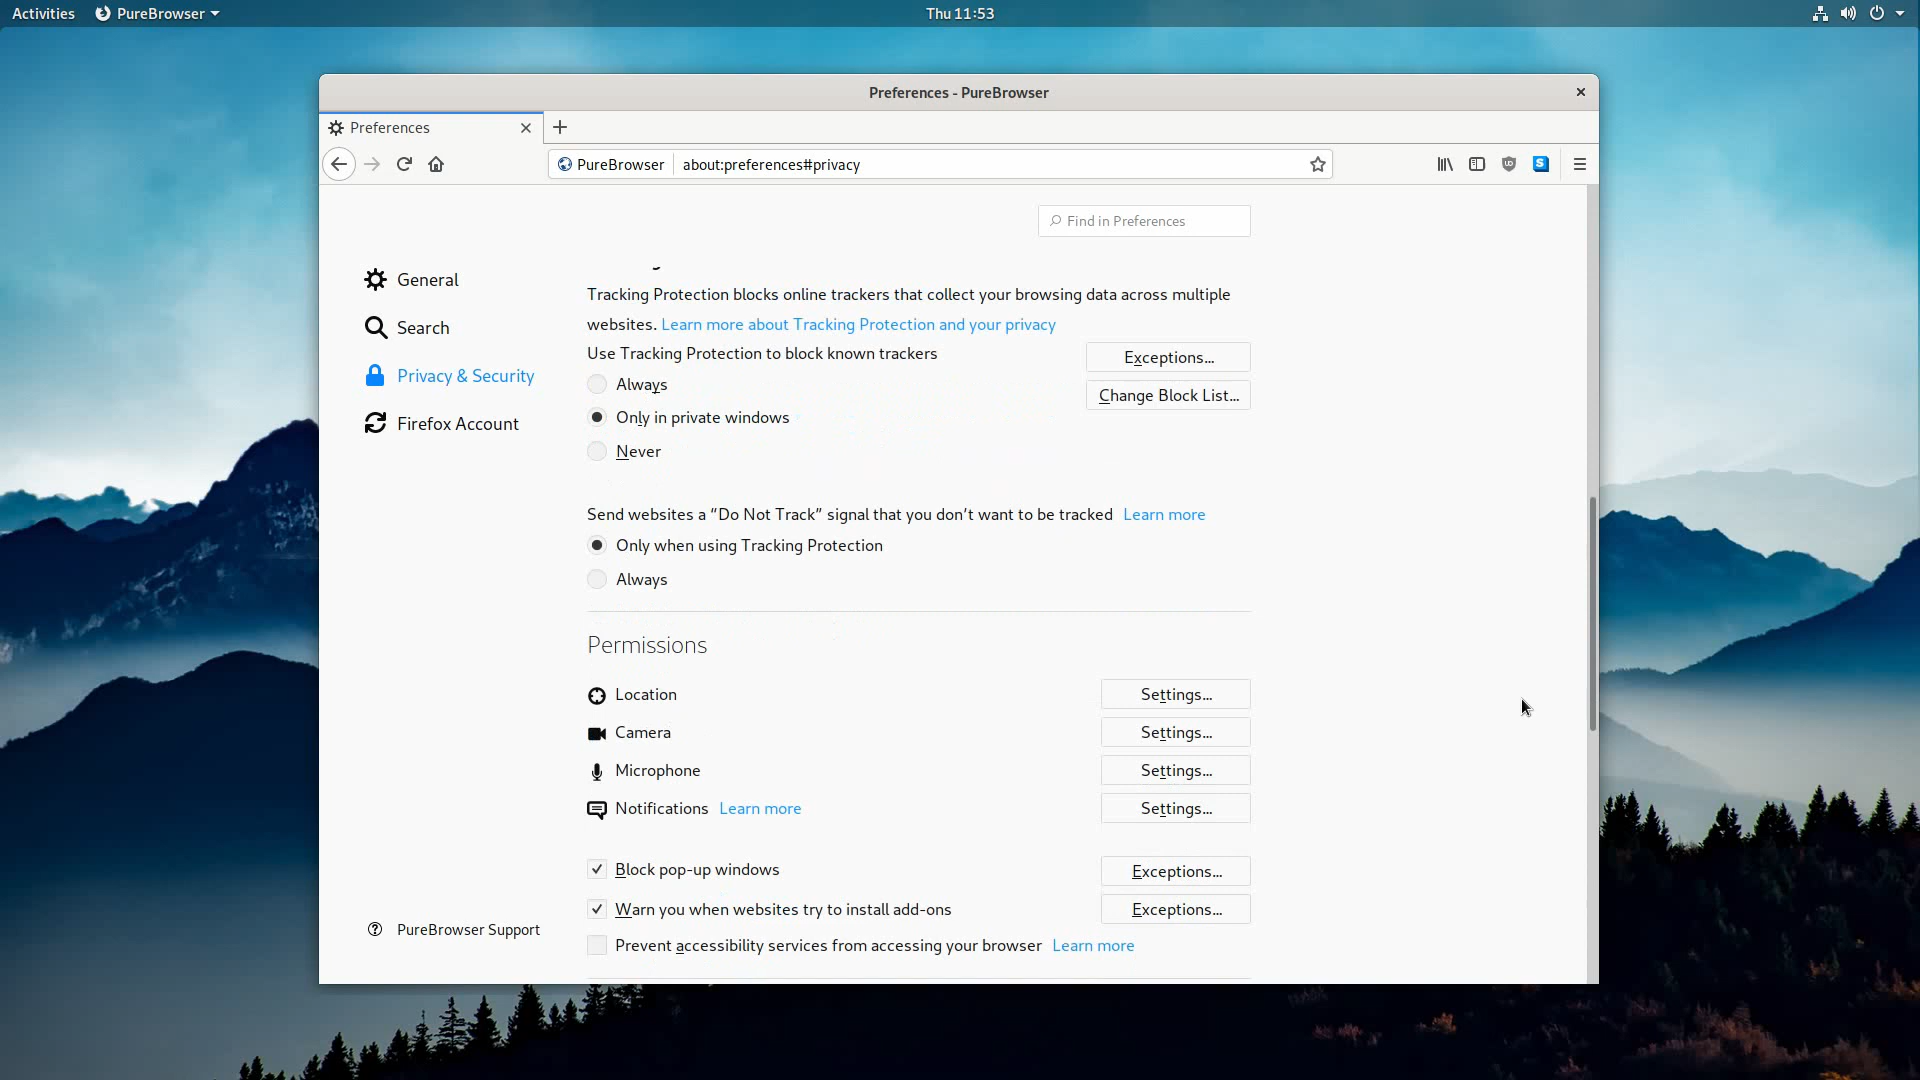 Activities PureBrowser Thu 11:53
Preferences - PureBrowser
Preferences
PureBrowser about:preferences#privacy
Find in Preferences
General
Search
Privacy & Security
Firefox Account
PureBrowser Support
Tracking Protection blocks online trackers that collect your browsing data across multiple
websites. Learn more about Tracking Protection and your privacy
Use Tracking Protection to block known trackers Exceptions...
Always Change Block List...
Only in private windows
Never
Send websites a “Do Not Track” signal that you don’t want to be tracked Learn more
Only when using Tracking Protection
Always
Permissions
Location Settings...
Camera Settings...
Microphone Settings...
Notifications Learn more Settings...
Block pop-up windows Exceptions...
Warn you when websites try to install add-ons Exceptions...
Prevent accessibility services from accessing your browser Learn more